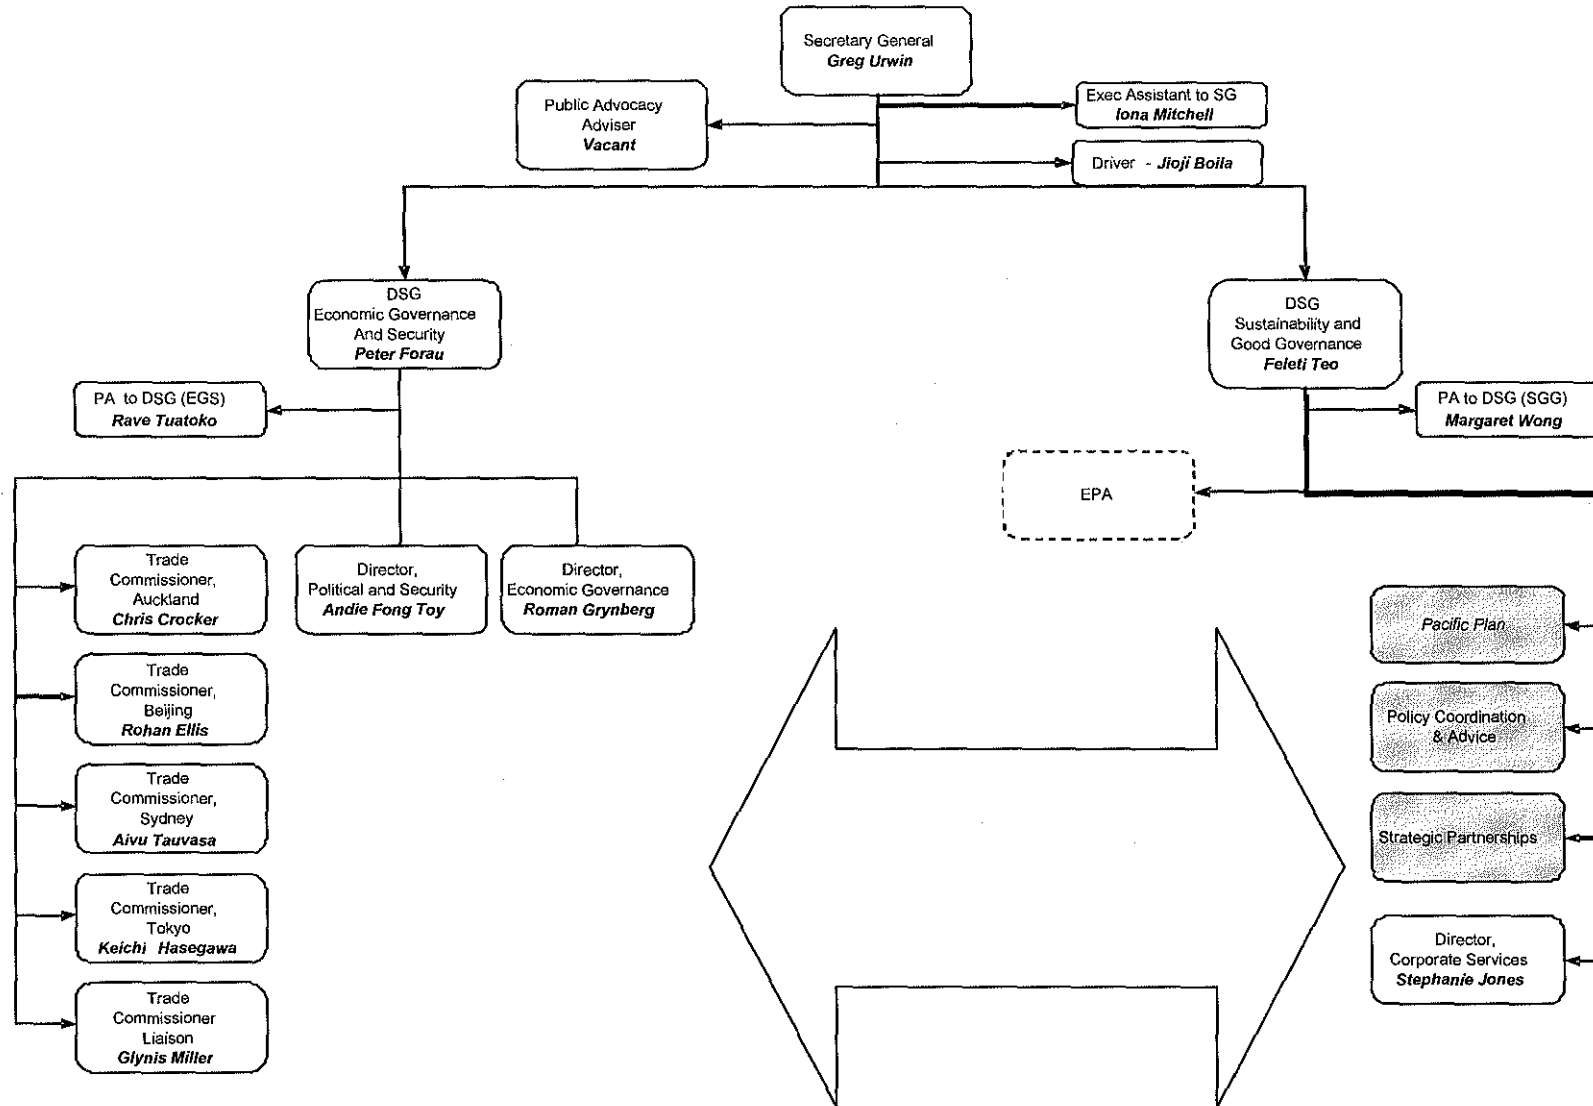 Secretary General
Greg Urwin
Public Advocacy
Adviser
Vacant
Exec Assistant to SG
Iona Mitchell
Driver - Jioji Boila
DSG
Economic Governance
And Security
Peter Forau
DSG
Sustainability and
Good Governance
Feleti Teo
PA to DSG (EGS)
Rave Tuatoko
PA to DSG (SGG)
Margaret Wong
EPA
Trade
Commissioner,
Auckland
Chris Crocker
Director,
Political and Security
Andie Fong Toy
Director,
Economic Governance
Roman Grynberg
Trade
Commissioner,
Beijing
Rohan Ellis
Trade
Commissioner,
Sydney
Aivu Tauvasa
Trade
Commissioner,
Tokyo
Keichi Hasegawa
Trade
Commissioner
Liaison
Glynis Miller
Pacific Plan
Policy Coordination
& Advice
Strategic Partnerships
Director,
Corporate Services
Stephanie Jones